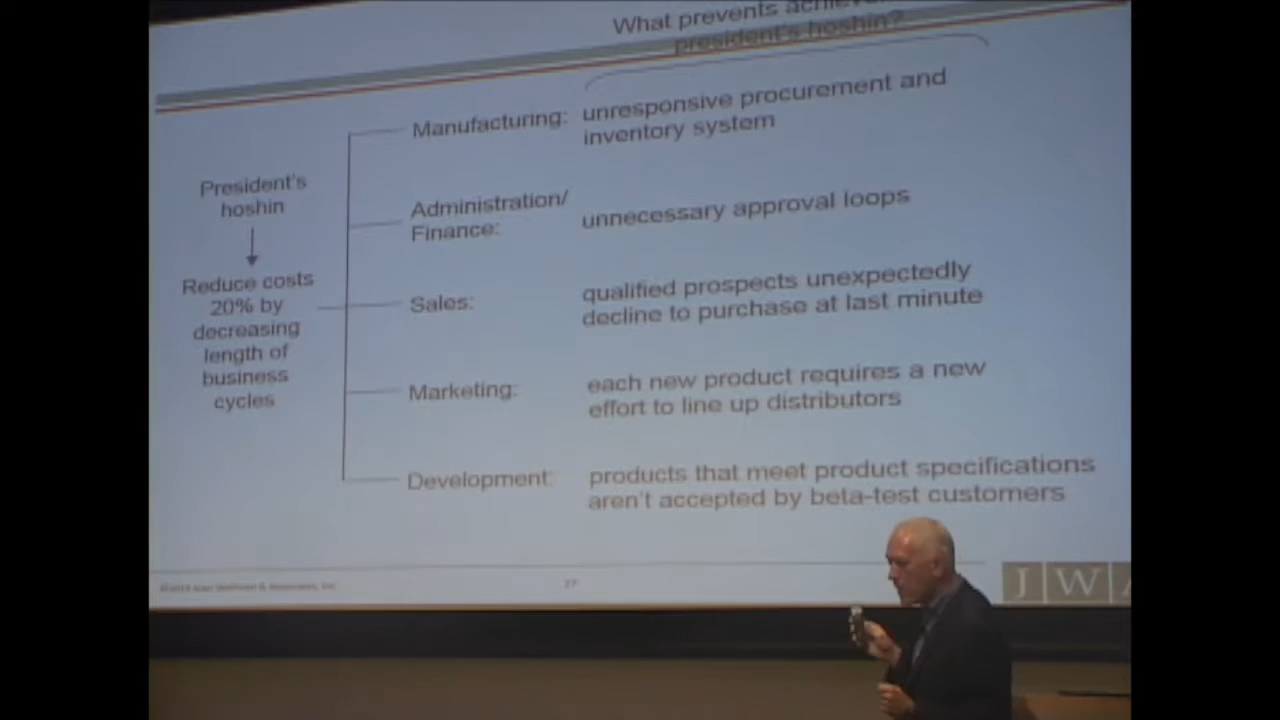 What prevents
president's hoshin?
Manufacturing: unresponsive procurement and
inventory system
President's
hoshin
Administration/
Finance:
unnecessary approval loops
Reduce costs
20% by
decreasing
length of
business
cycles
Sales:
qualified prospects unexpectedly
decline to purchase at last minute
Marketing:
each new product requires a new
effort to line up distributors
Development:
products that meet product specifications
aren't accepted by beta-test customers
27
JW